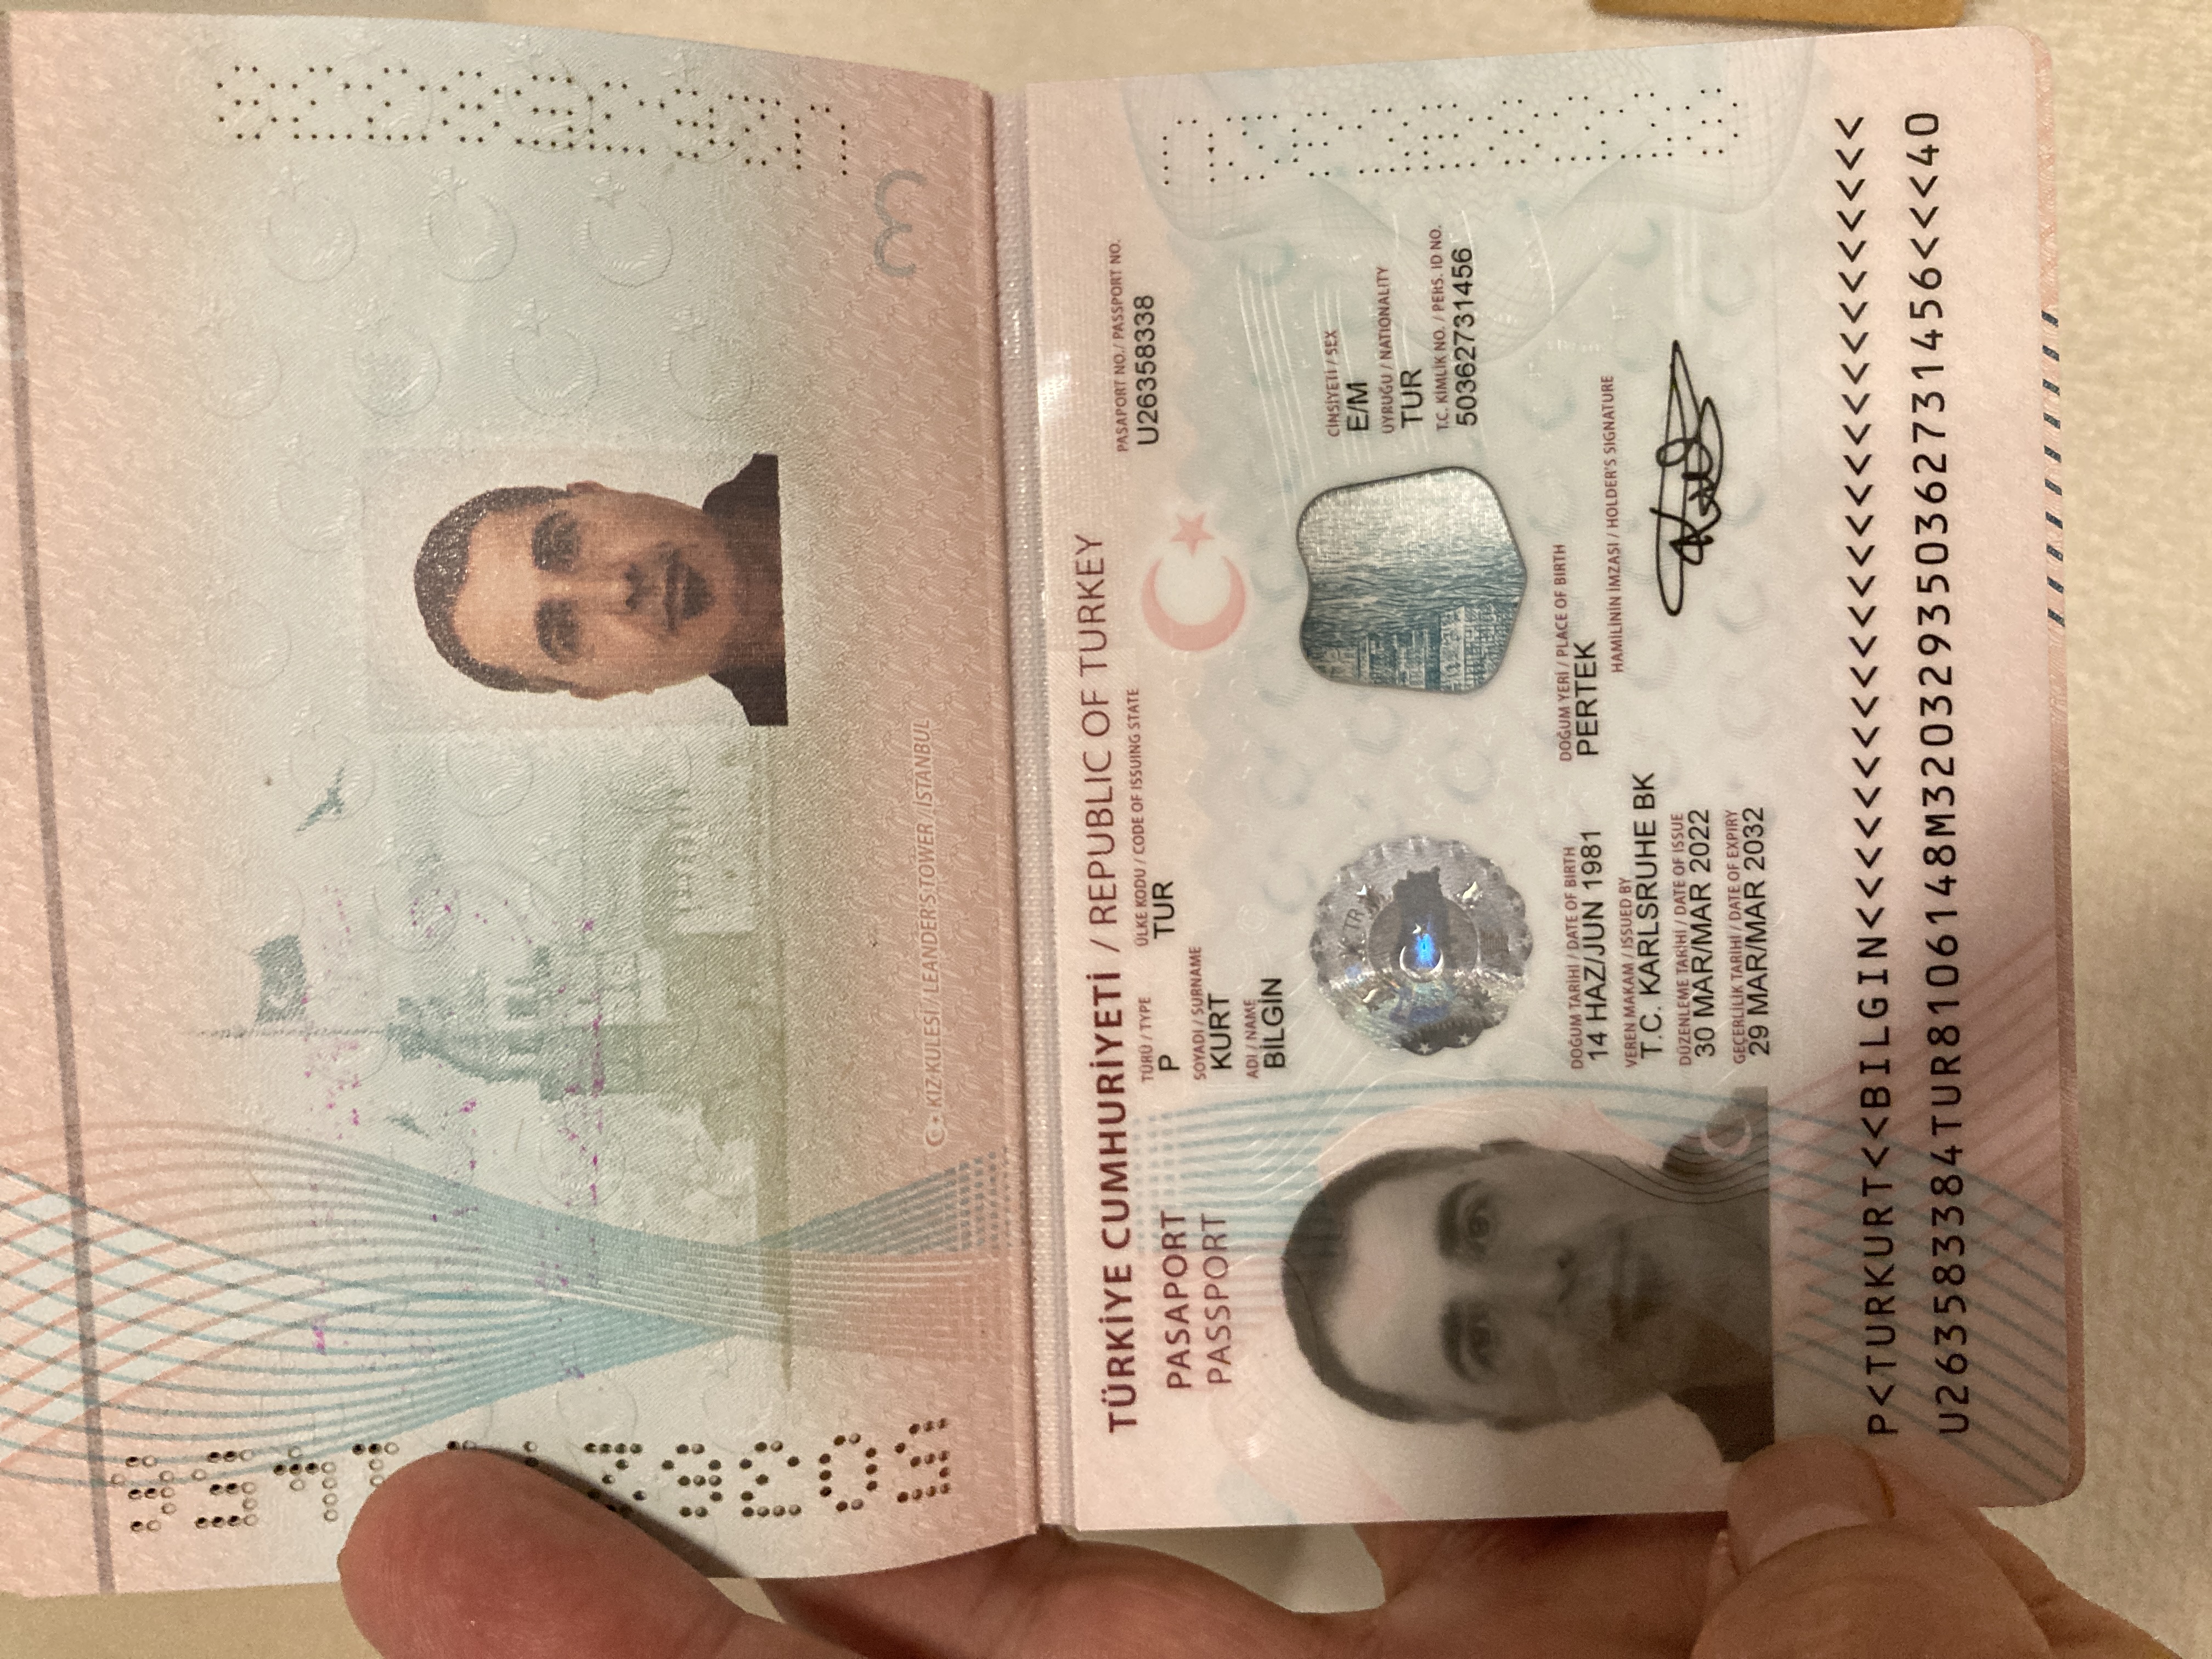 KIZ KULESİ / LEANDER'S TOWER / İSTANBUL
3
TÜRKİYE CUMHURİYETİ / REPUBLIC OF TURKEY
PASAPORT
PASSPORT
TÜRÜ / TYPE
P
ÜLKE KODU / CODE OF ISSUING STATE
TUR
PASAPORT NO./ PASSPORT NO.
U26358338
SOYADI / SURNAME
KURT
ADI / NAME
BİLGİN
TR
CİNSİYETİ / SEX
E/M
UYRUĞU / NATIONALITY
TUR
T.C. KİMLİK NO. / PERS. ID NO.
50362731456
DOĞUM TARİHİ / DATE OF BIRTH
14 HAZ/JUN 1981
DOĞUM YERİ / PLACE OF BIRTH
PERTEK
VEREN MAKAM / ISSUED BY
T.C. KARLSRUHE BK
HAMİLİNİN İMZASI / HOLDER'S SIGNATURE
DÜZENLEME TARİHİ / DATE OF ISSUE
30 MAR/MAR 2022
GEÇERLİLİK TARİHİ / DATE OF EXPIRY
29 MAR/MAR 2032
P<TURKURT<<BILGIN<<<<<<<<<<<<<<<<<<<<<<<<<<<
U263583384TUR8106148M32032935036273​1456<<<40